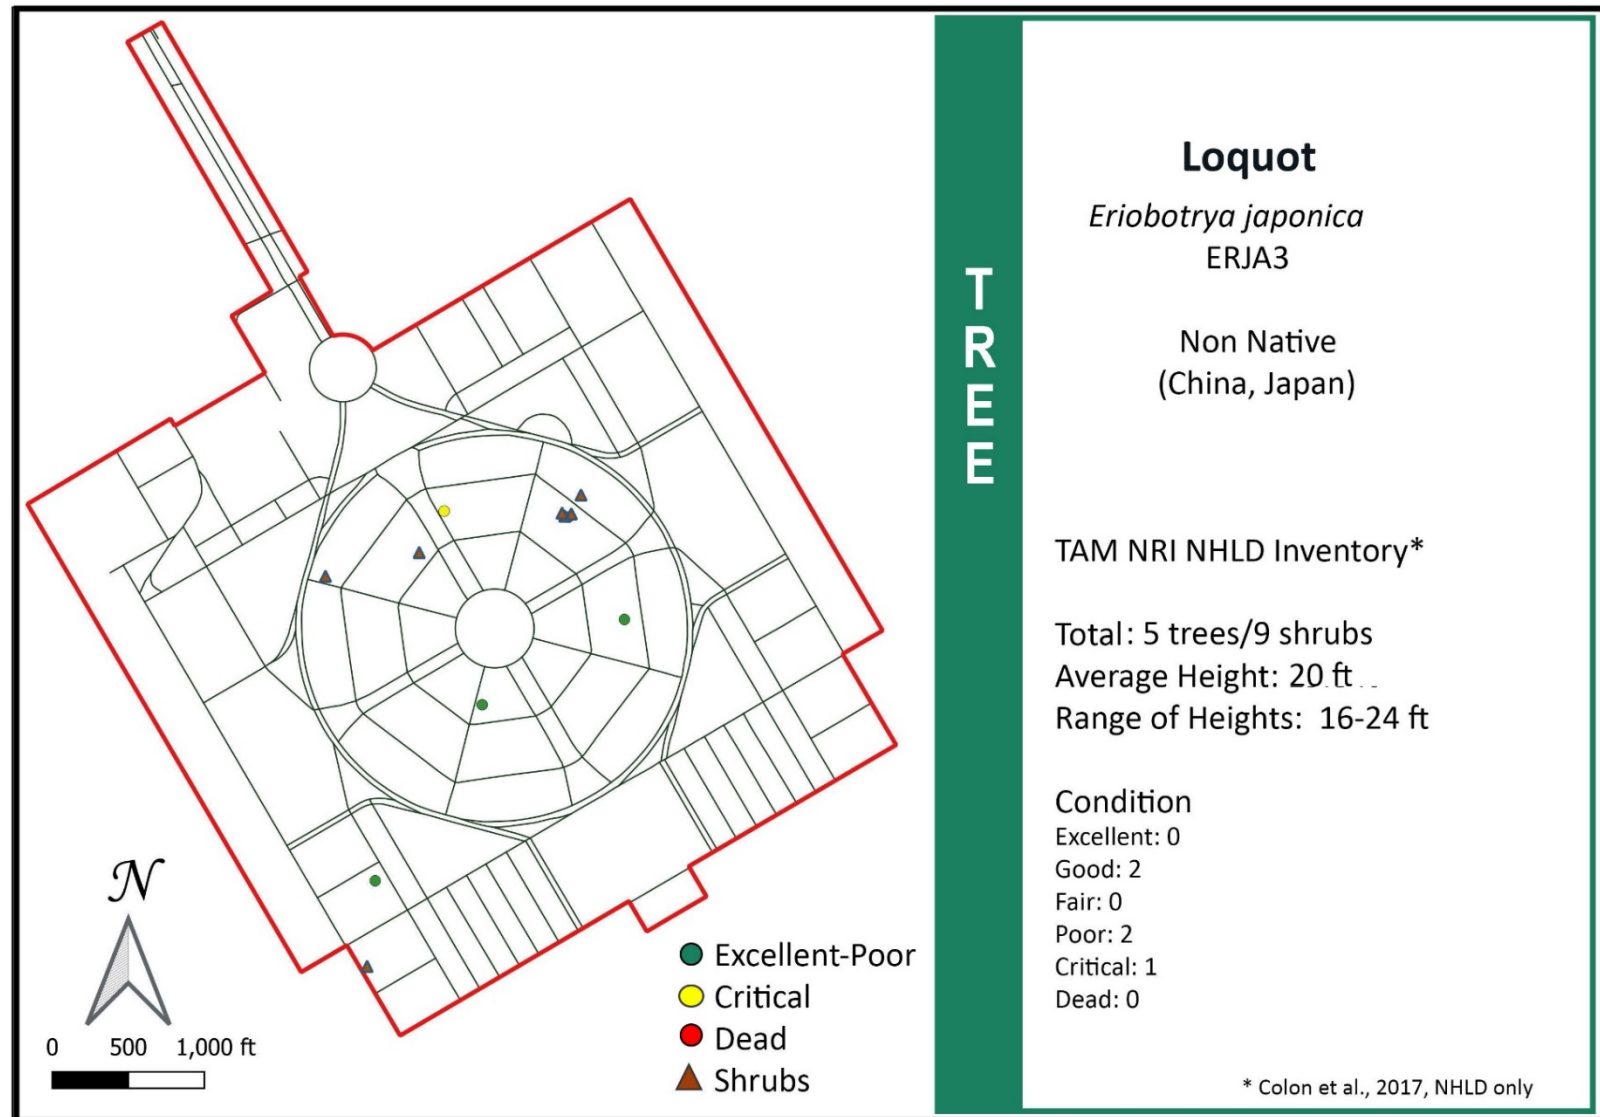 N
0 500 1,000 ft
Excellent-Poor
Critical
Dead
Shrubs
TREE
Loquot
Eriobotrya japonica
ERJA3
Non Native
(China, Japan)
TAM NRI NHLD Inventory*
Total: 5 trees/9 shrubs
Average Height: 20 ft
Range of Heights: 16-24 ft
Condition
Excellent: 0
Good: 2
Fair: 0
Poor: 2
Critical: 1
Dead: 0
* Colon et al., 2017, NHLD only